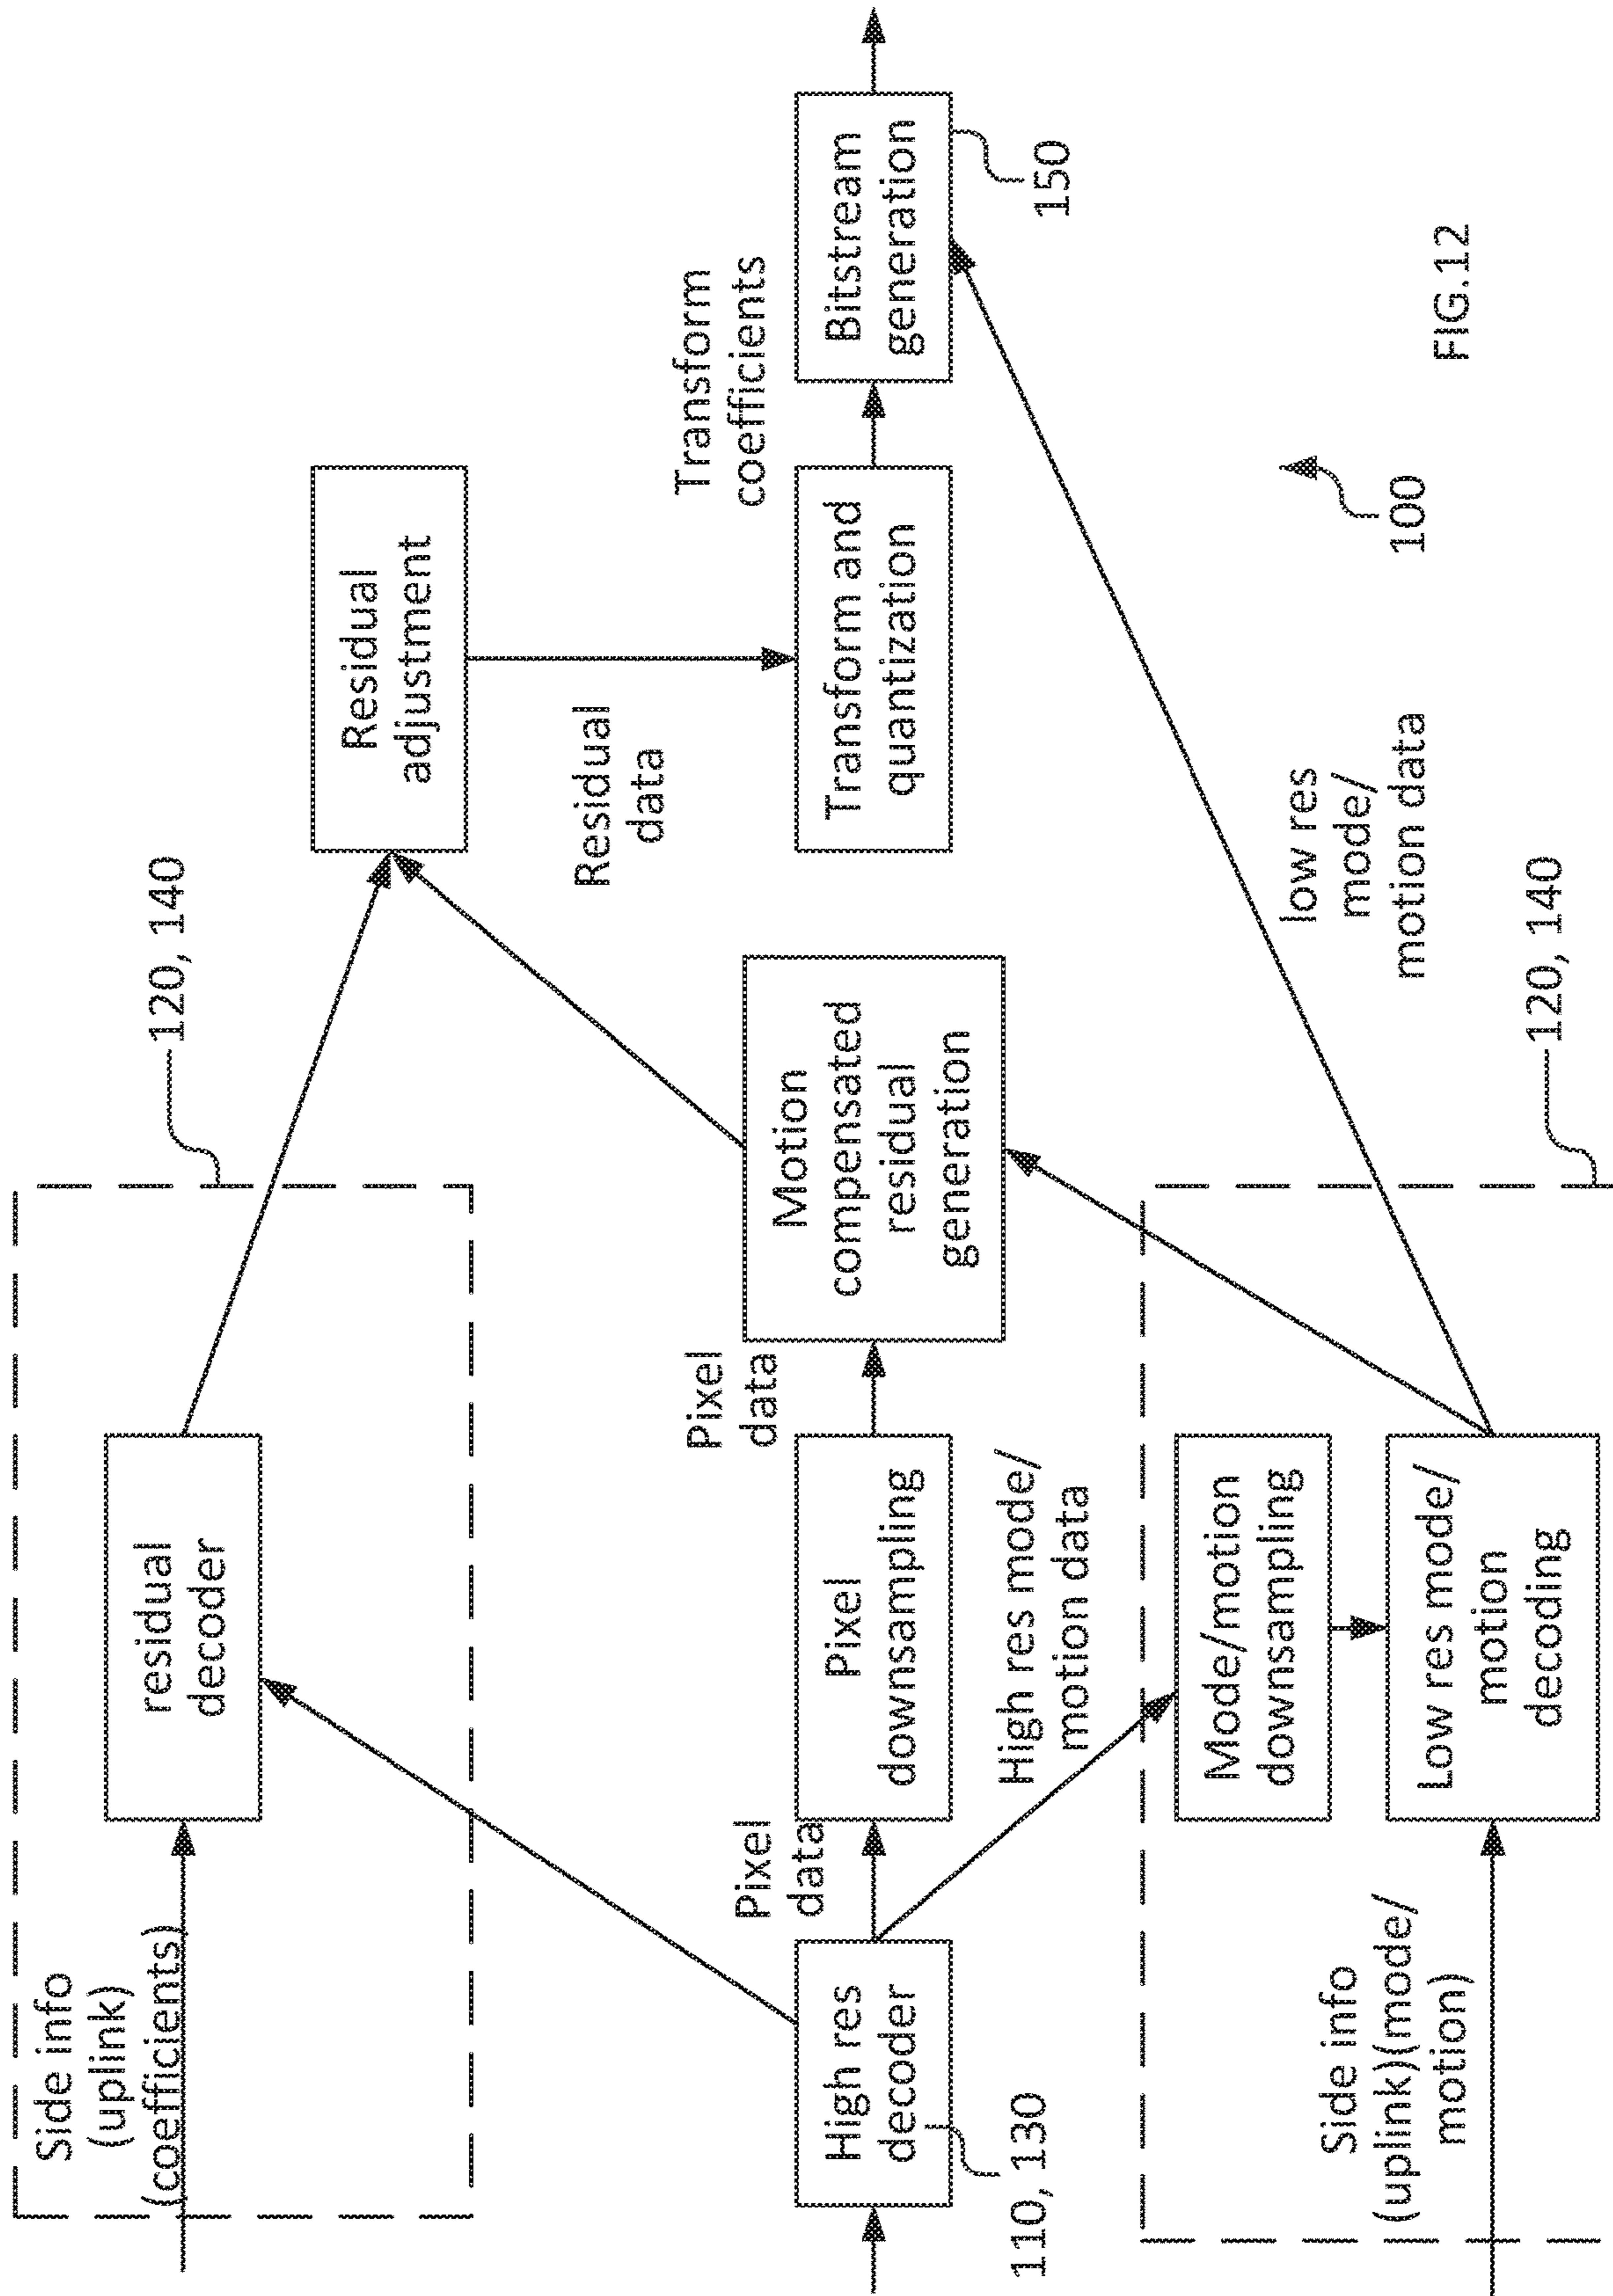 Side info
(uplink)
(coefficients)
residual
decoder
120, 140
Residual
adjustment
Residual
data
High res
decoder
110, 130
Pixel
data
Pixel
downsampling
Pixel
data
Motion
compensated
residual
generation
Transform and
quantization
Transform
coefficients
Bitstream
generation
150
High res mode/
motion data
Mode/motion
downsampling
Side info
(uplink)(mode/
motion)
Low res mode/
motion
decoding
120, 140
low res
mode/
motion data
100
FIG.12